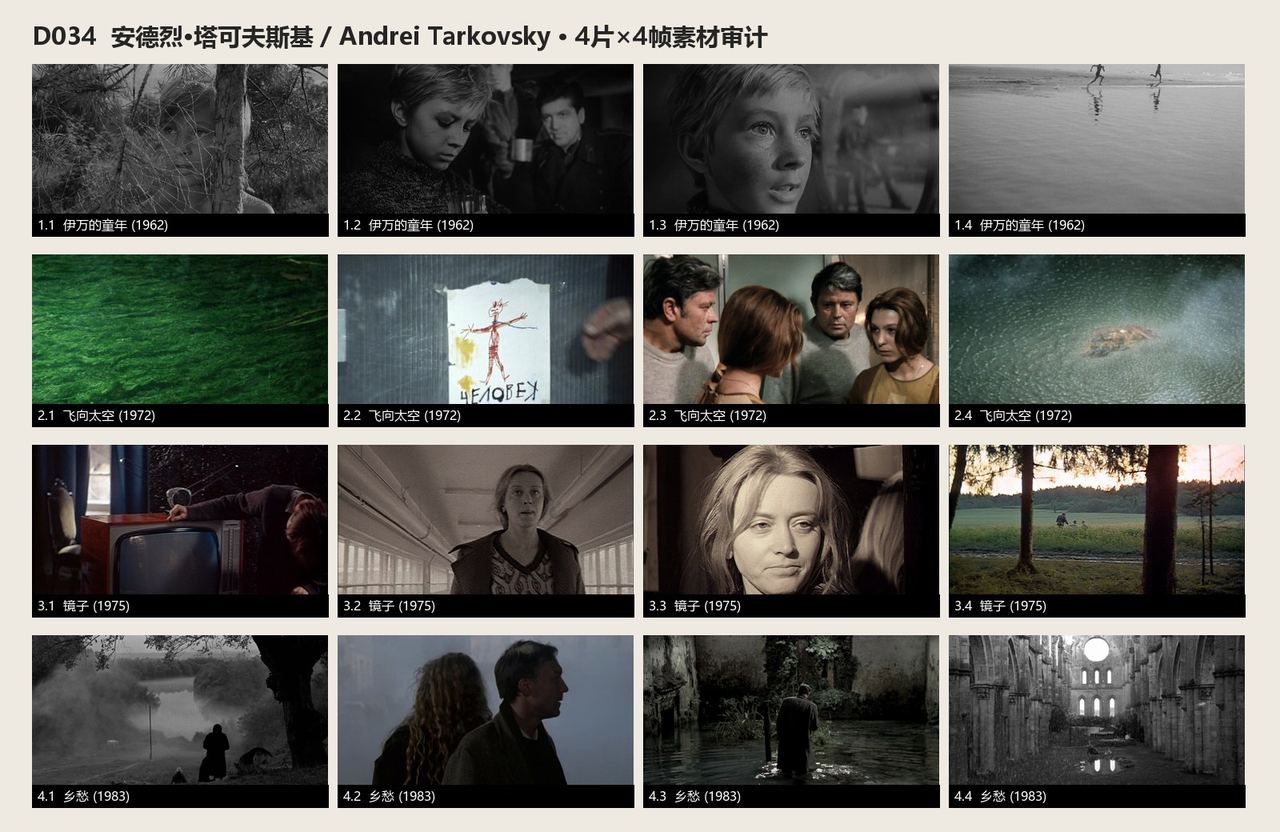 D034 安德烈•塔可夫斯基 / Andrei Tarkovsky • 4片×4帧素材审计
1.1 伊万的童年 (1962)
1.2 伊万的童年 (1962)
1.3 伊万的童年 (1962)
1.4 伊万的童年 (1962)
ЧЕЛОВЕК
2.1 飞向太空 (1972)
2.2 飞向太空 (1972)
2.3 飞向太空 (1972)
2.4 飞向太空 (1972)
3.1 镜子 (1975)
3.2 镜子 (1975)
3.3 镜子 (1975)
3.4 镜子 (1975)
4.1 乡愁 (1983)
4.2 乡愁 (1983)
4.3 乡愁 (1983)
4.4 乡愁 (1983)